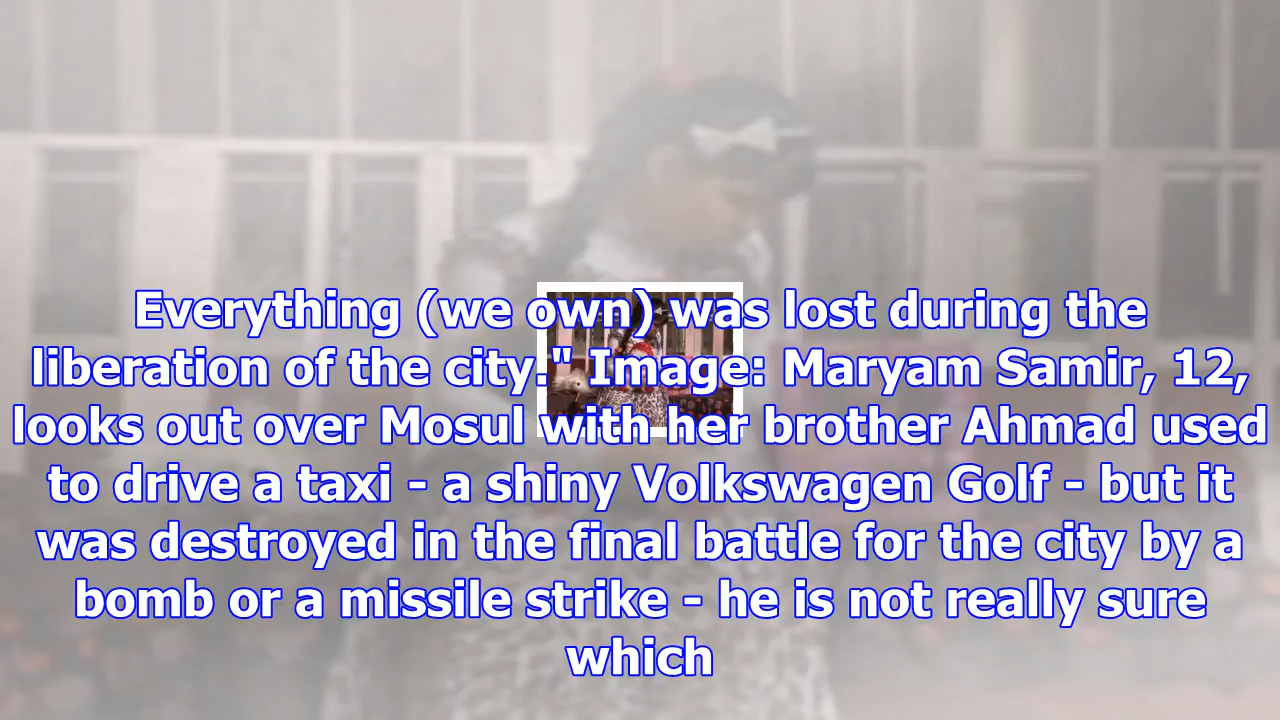 Everything (we own) was lost during the
liberation of the city." Image: Maryam Samir, 12,
looks out over Mosul with her brother Ahmad used
to drive a taxi - a shiny Volkswagen Golf - but it
was destroyed in the final battle for the city by a
bomb or a missile strike - he is not really sure
which